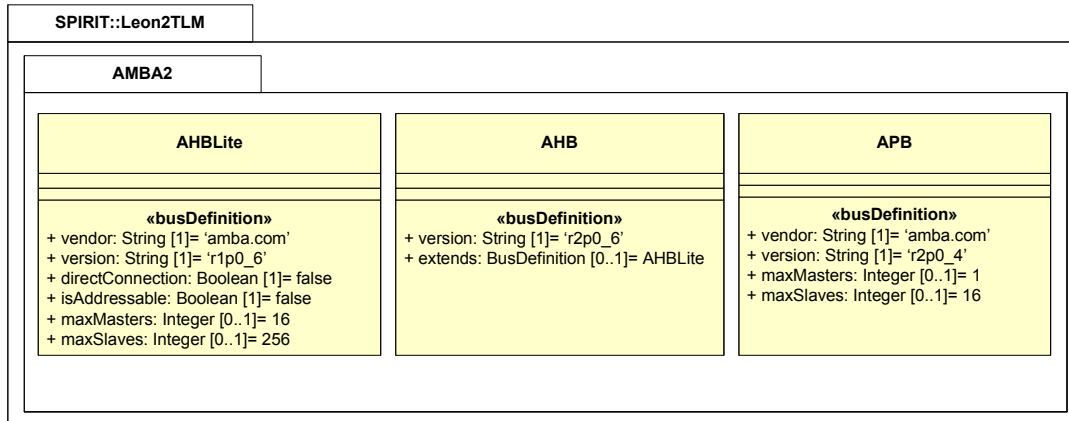 SPIRIT::Leon2TLM
AMBA2
AHBLite
«busDefinition»
+ vendor: String [1]= ‘amba.com’
+ version: String [1]= ‘r1p0_6’
+ directConnection: Boolean [1]= false
+ isAddressable: Boolean [1]= false
+ maxMasters: Integer [0..1]= 16
+ maxSlaves: Integer [0..1]= 256
AHB
«busDefinition»
+ version: String [1]= ‘r2p0_6’
+ extends: BusDefinition [0..1]= AHBLite
APB
«busDefinition»
+ vendor: String [1]= ‘amba.com’
+ version: String [1]= ‘r2p0_4’
+ maxMasters: Integer [0..1]= 1
+ maxSlaves: Integer [0..1]= 16